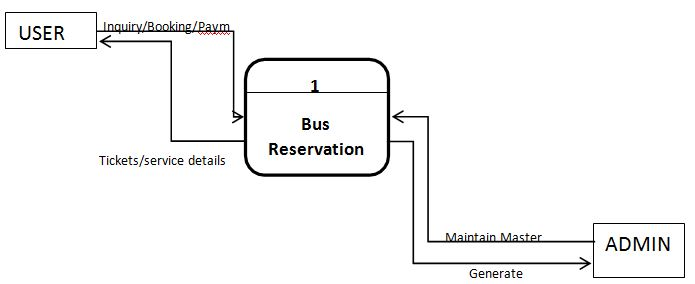 USER
Inquiry/Booking/Paym
1
Bus
Reservation
Tickets/service details
Maintain Master
ADMIN
Generate